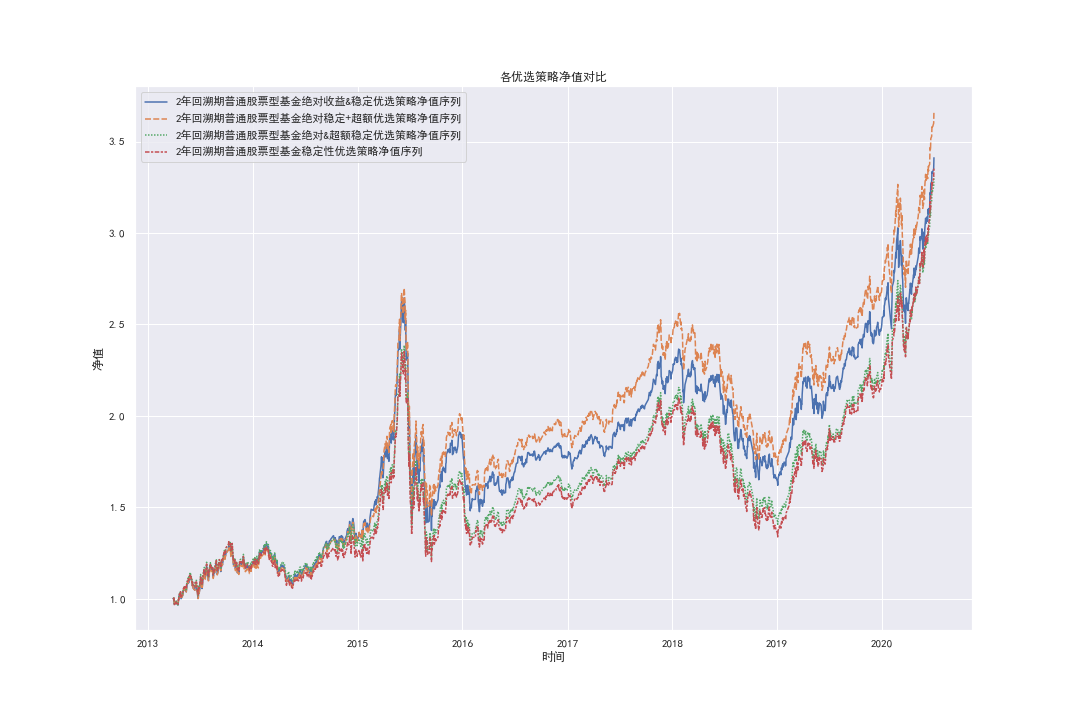 各优选策略净值对比
2年回溯期普通股票型基金绝对收益&稳定优选策略净值序列
2年回溯期普通股票型基金绝对稳定+超额优选策略净值序列
2年回溯期普通股票型基金绝对&超额稳定优选策略净值序列
2年回溯期普通股票型基金稳定性优选策略净值序列
3.5
3.0
2.5
2.0
1.5
1.0
净值
2013 2014 2015 2016 2017 2018 2019 2020
时间